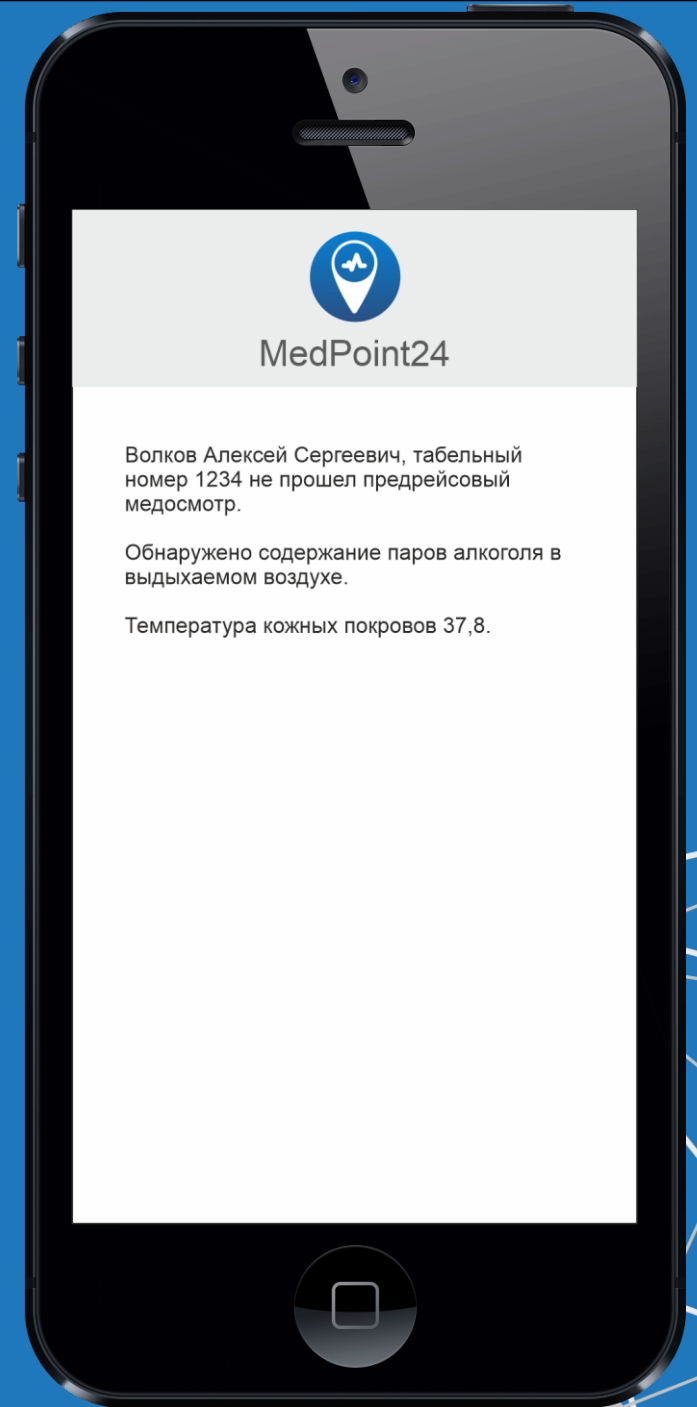 MedPoint24
Волков Алексей Сергеевич, табельный
номер 1234 не прошел предрейсовый
медосмотр.
Обнаружено содержание паров алкоголя в
выдыхаемом воздухе.
Температура кожных покровов 37,8.